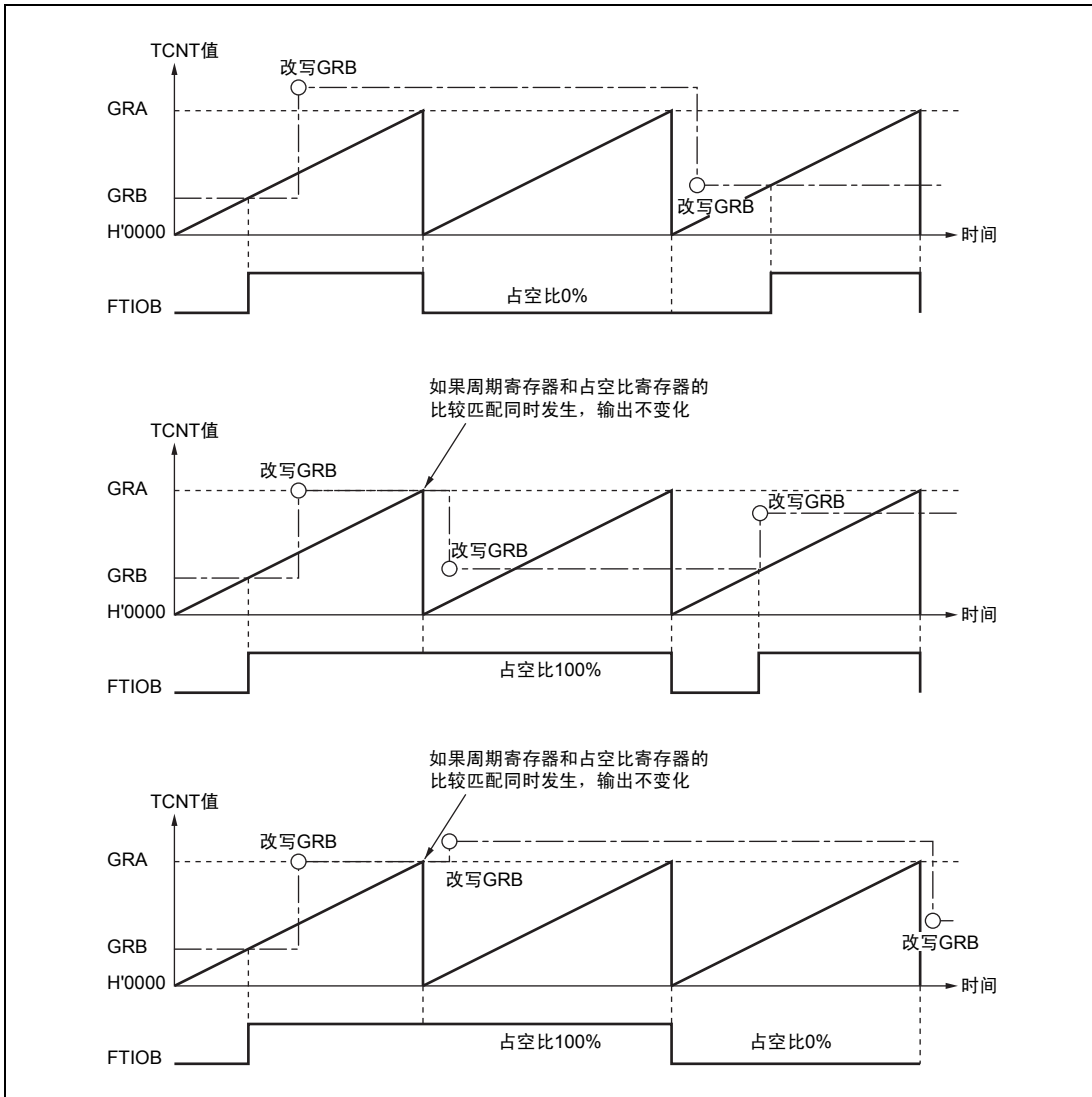 TCNT值
改写GRB
GRA
GRB
改写GRB
H'0000
时间
占空比0%
FTIOB
如果周期寄存器和占空比寄存器的
比较匹配同时发生，输出不变化
TCNT值
改写GRB
GRA
改写GRB
改写GRB
GRB
H'0000
时间
占空比100%
FTIOB
如果周期寄存器和占空比寄存器的
比较匹配同时发生，输出不变化
TCNT值
改写GRB
GRA
改写GRB
GRB
改写GRB
H'0000
时间
占空比100%
占空比0%
FTIOB